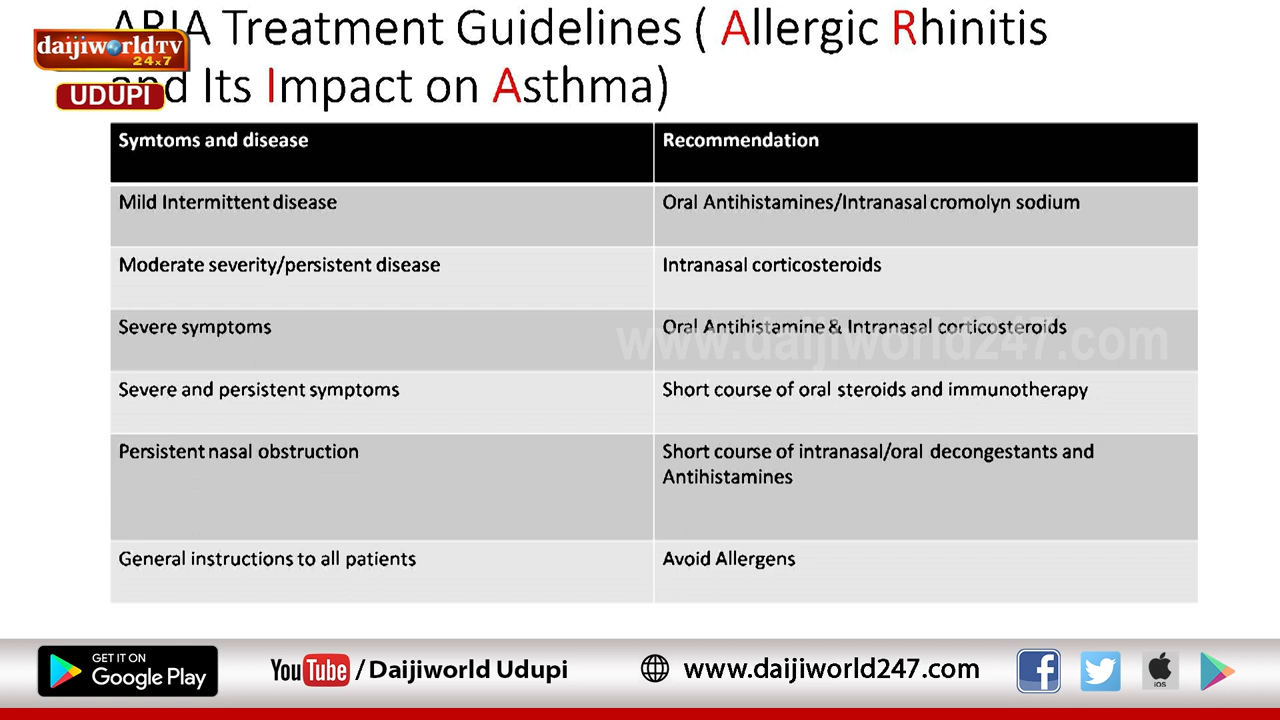 ARIA Treatment Guidelines ( Allergic Rhinitis
and Its Impact on Asthma)
daijiworldTV
24x7
UDUPI
Symtoms and disease
Recommendation
Mild Intermittent disease
Oral Antihistamines/Intranasal cromolyn sodium
Moderate severity/persistent disease
Intranasal corticosteroids
Severe symptoms
Oral Antihistamine & Intranasal corticosteroids
www.daijiworld247.com
Severe and persistent symptoms
Short course of oral steroids and immunotherapy
Persistent nasal obstruction
Short course of intranasal/oral decongestants and
Antihistamines
General instructions to all patients
Avoid Allergens
GET IT ON
Google Play
YouTube / Daijiworld Udupi
www.daijiworld247.com
iOS